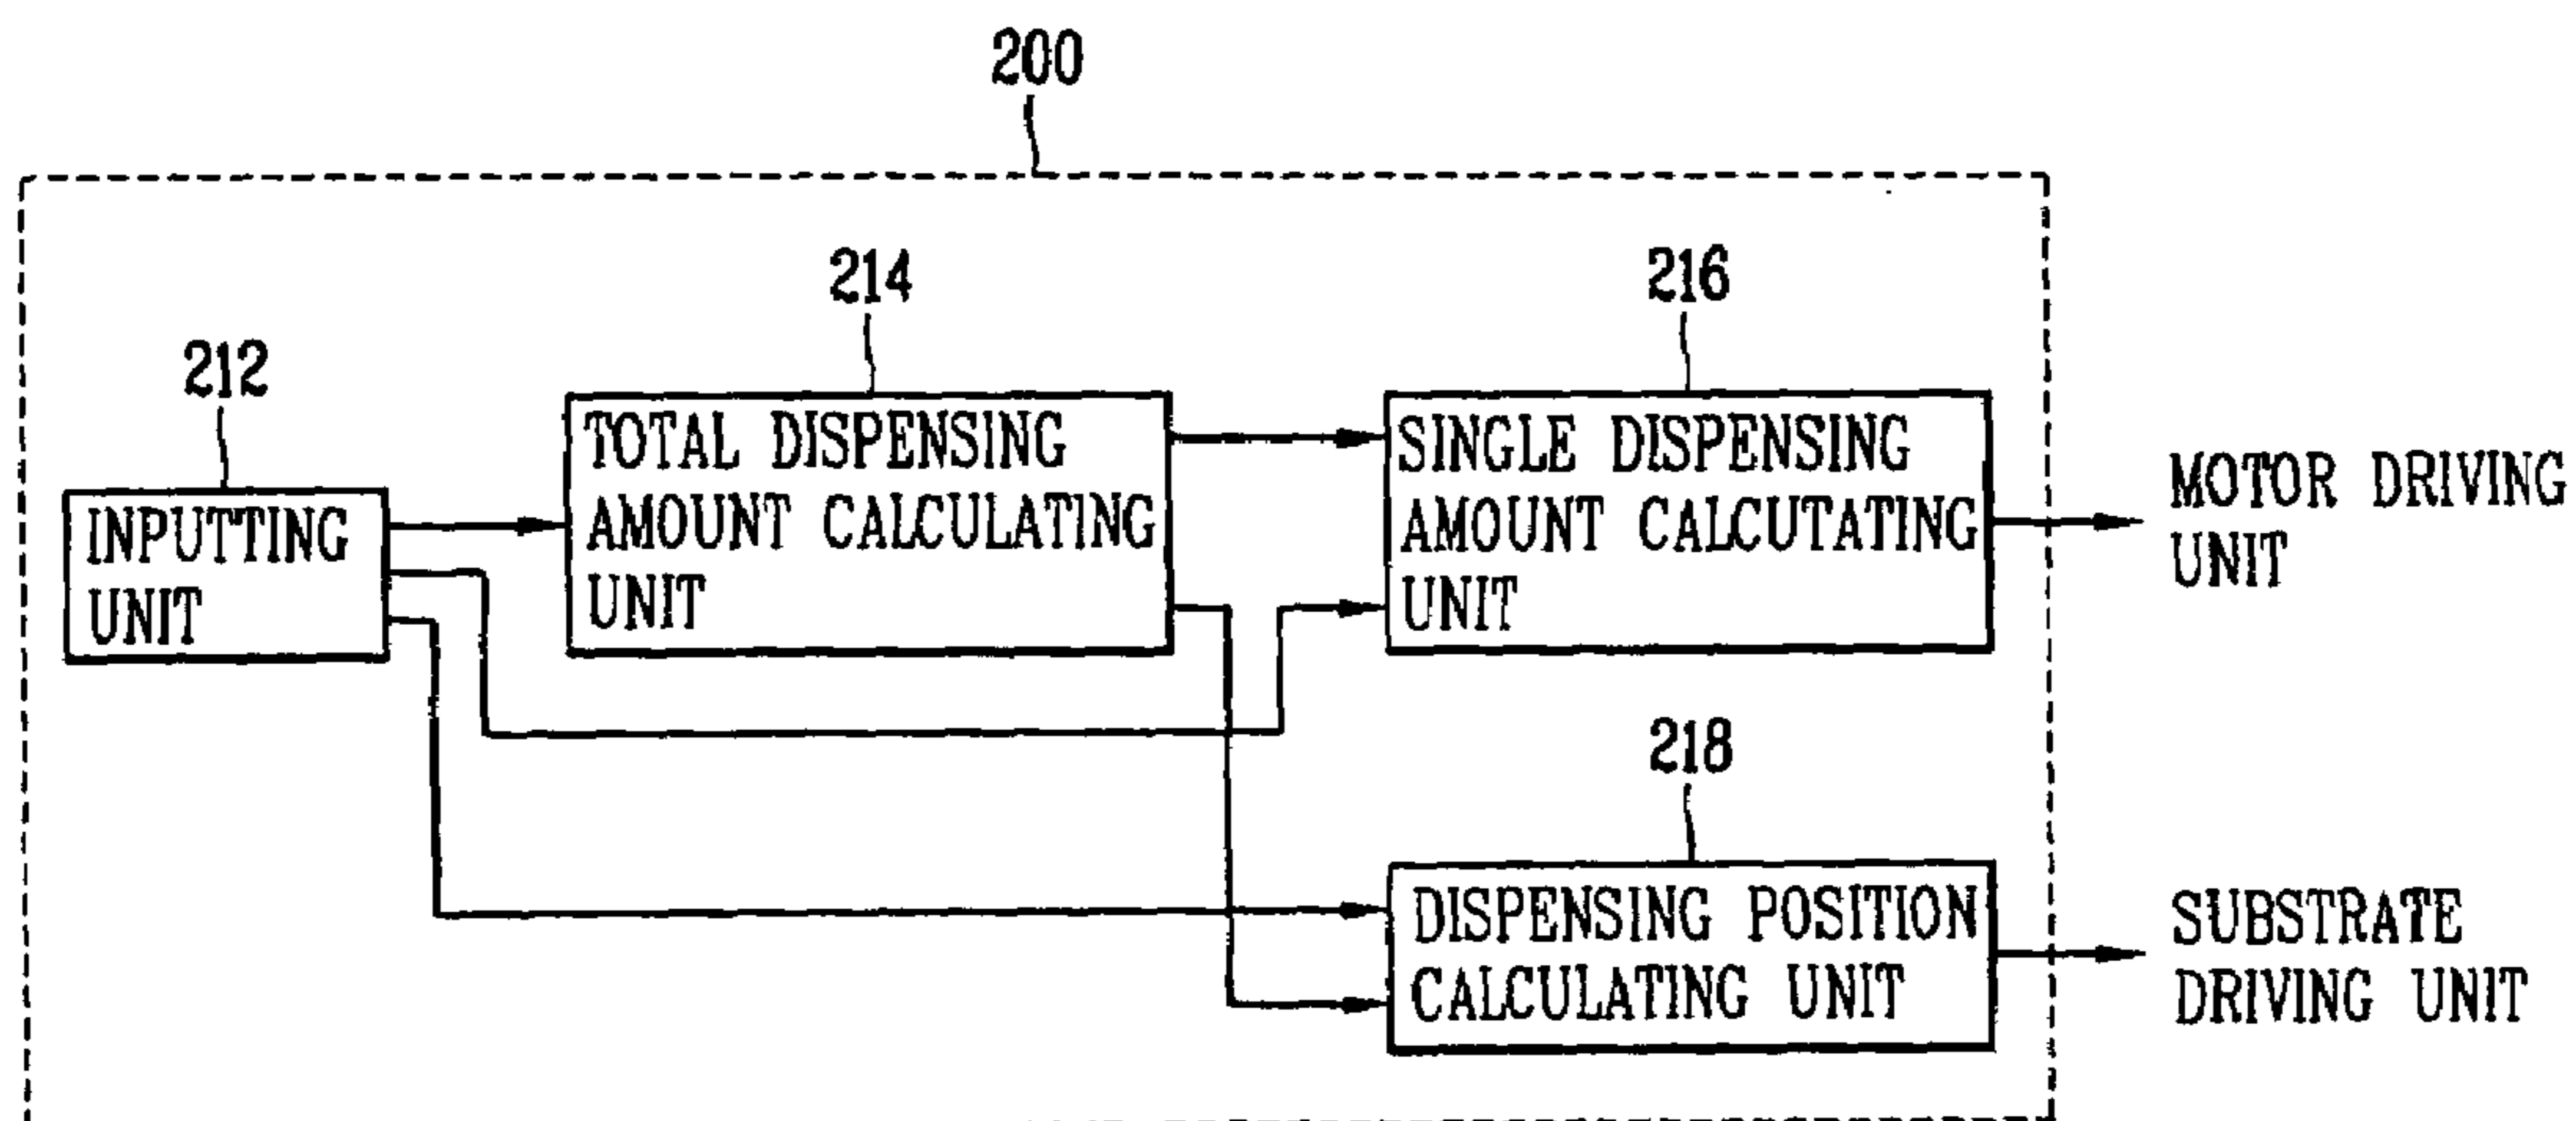 200
214
216
212
TOTAL DISPENSING
AMOUNT CALCULATING
UNIT
SINGLE DISPENSING
AMOUNT CALCUTATING
UNIT
INPUTTING
UNIT
MOTOR DRIVING
UNIT
218
DISPENSING POSITION
CALCULATING UNIT
SUBSTRATE
DRIVING UNIT